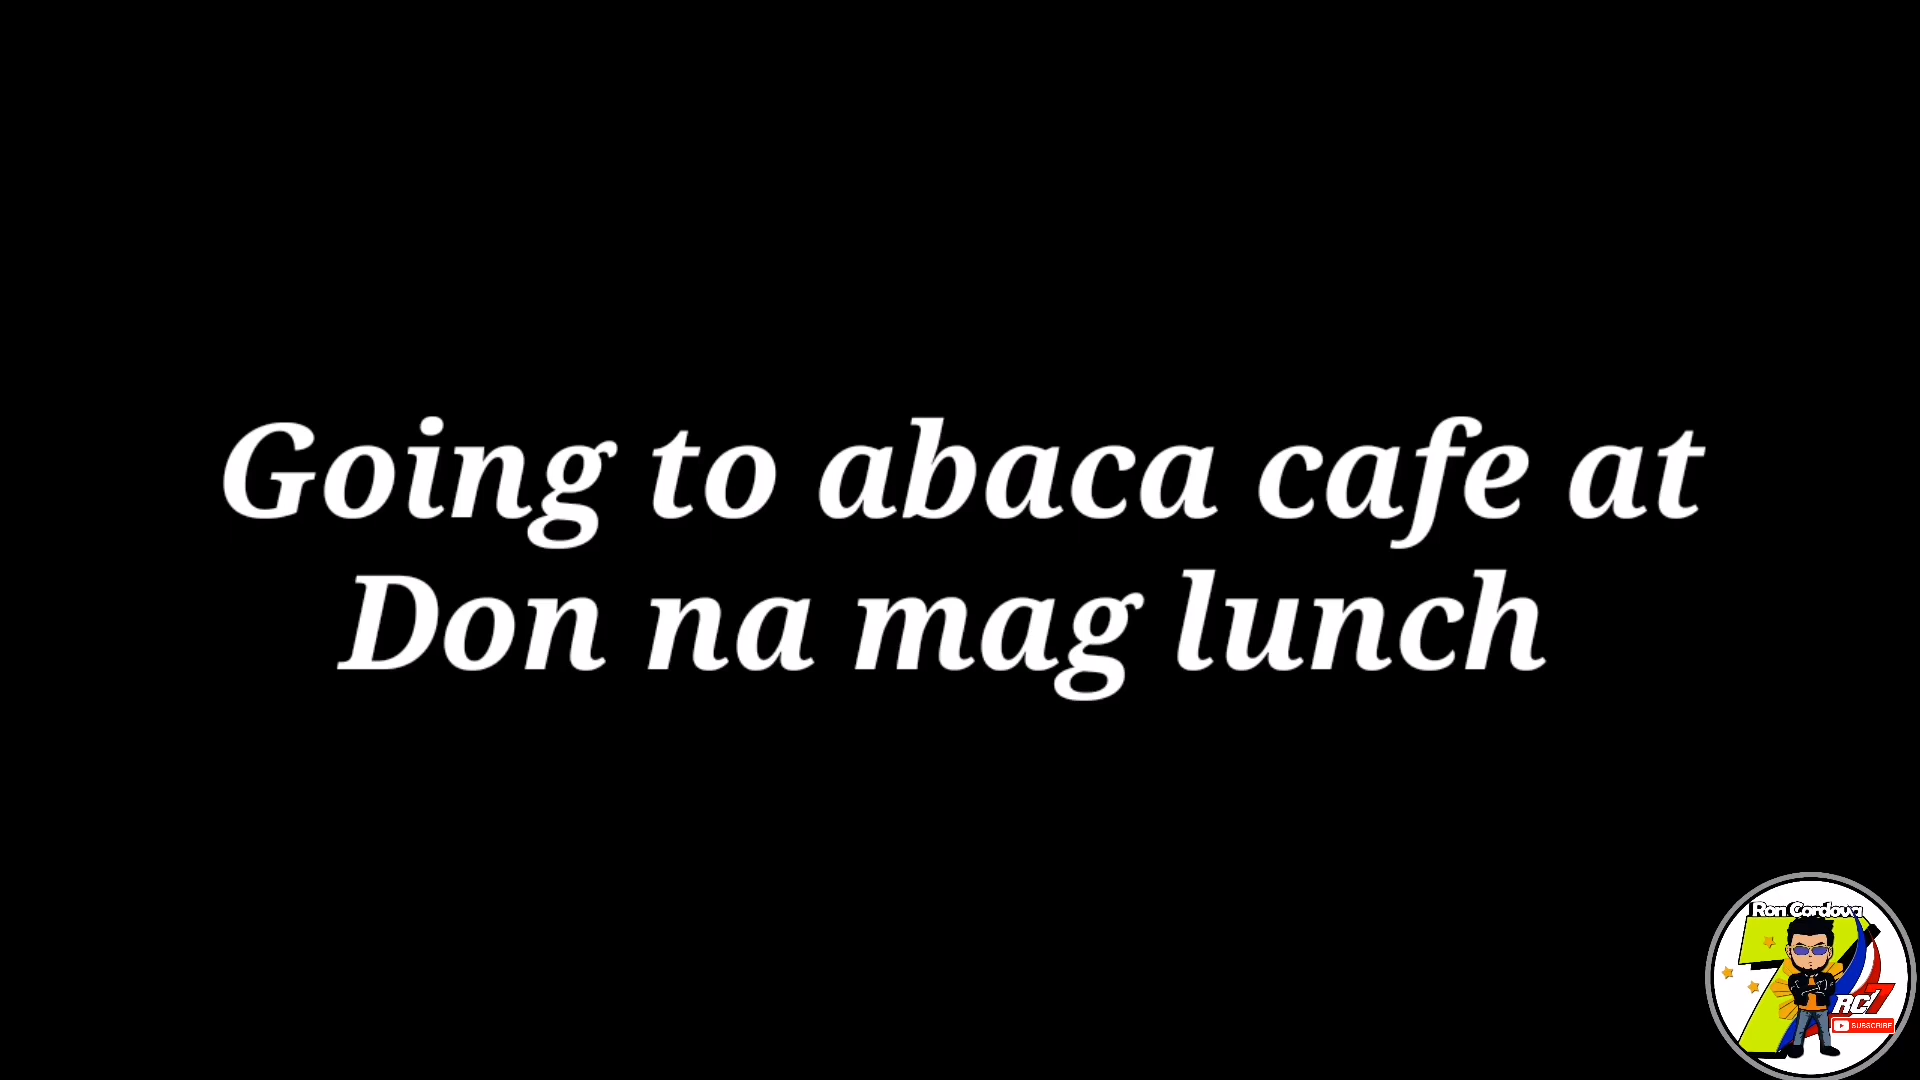 Going to abaca cafe at
Don na mag lunch
Ron Cordova
RC7
SUBSCRIBE